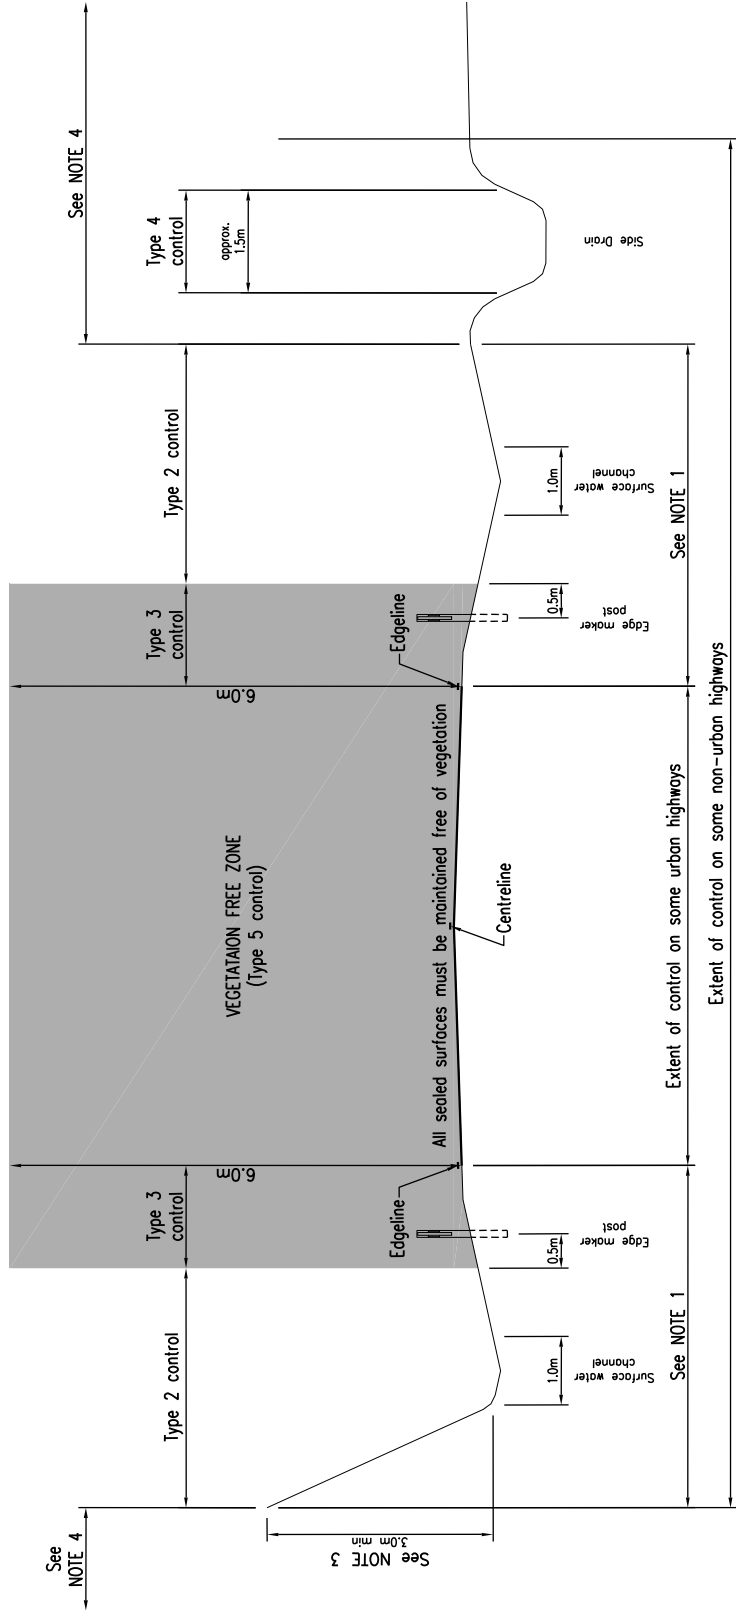 See
NOTE 4
Type 2 control
Type 3
control
Type 3
control
Type 2 control
Type 4
control
See NOTE 4
approx.
1.5m
6.0m
6.0m
VEGETATAION FREE ZONE
(Type 5 control)
Edgeline
Edgeline
All sealed surfaces must be maintained free of vegetation
Centreline
See NOTE 3
3.0m min
1.0m
Surface water
channel
0.5m
Edge maker
post
0.5m
Edge maker
post
1.0m
Surface water
channel
Side Drain
See NOTE 1
Extent of control on some urban highways
See NOTE 1
Extent of control on some non-urban highways